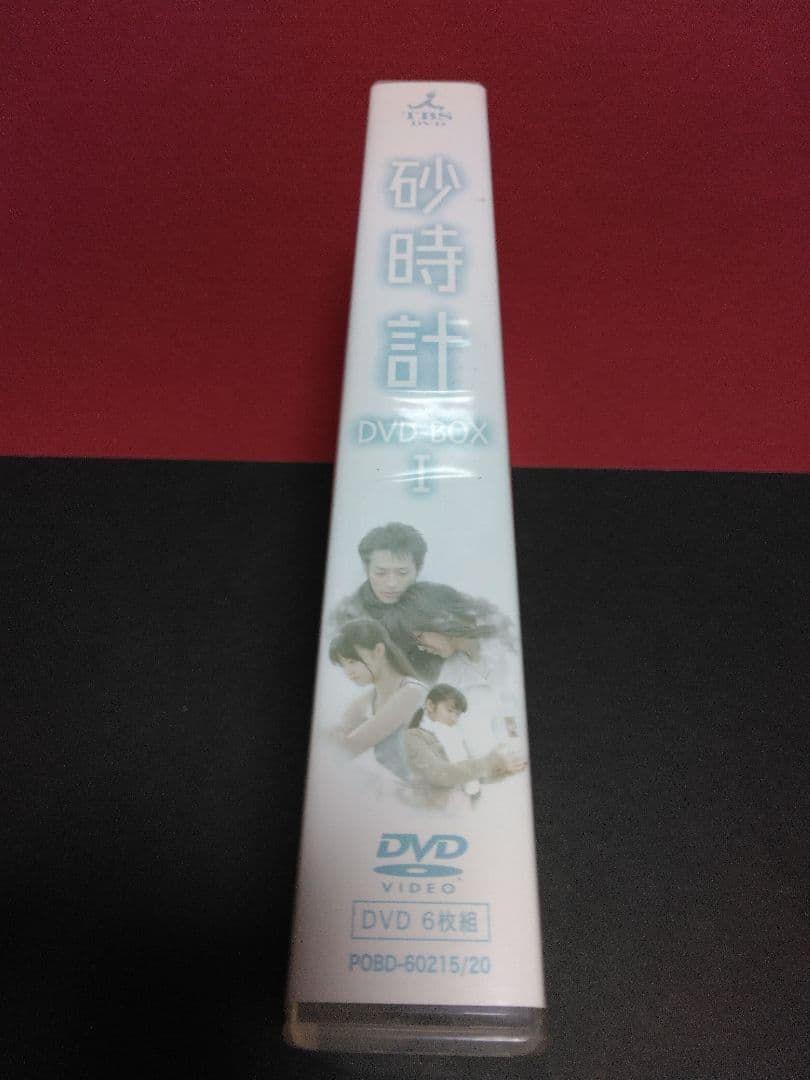 TBS
DVD
砂時計
DVD-BOX
I
DVD
VIDEO
DVD 6枚組
POBD-60215/20